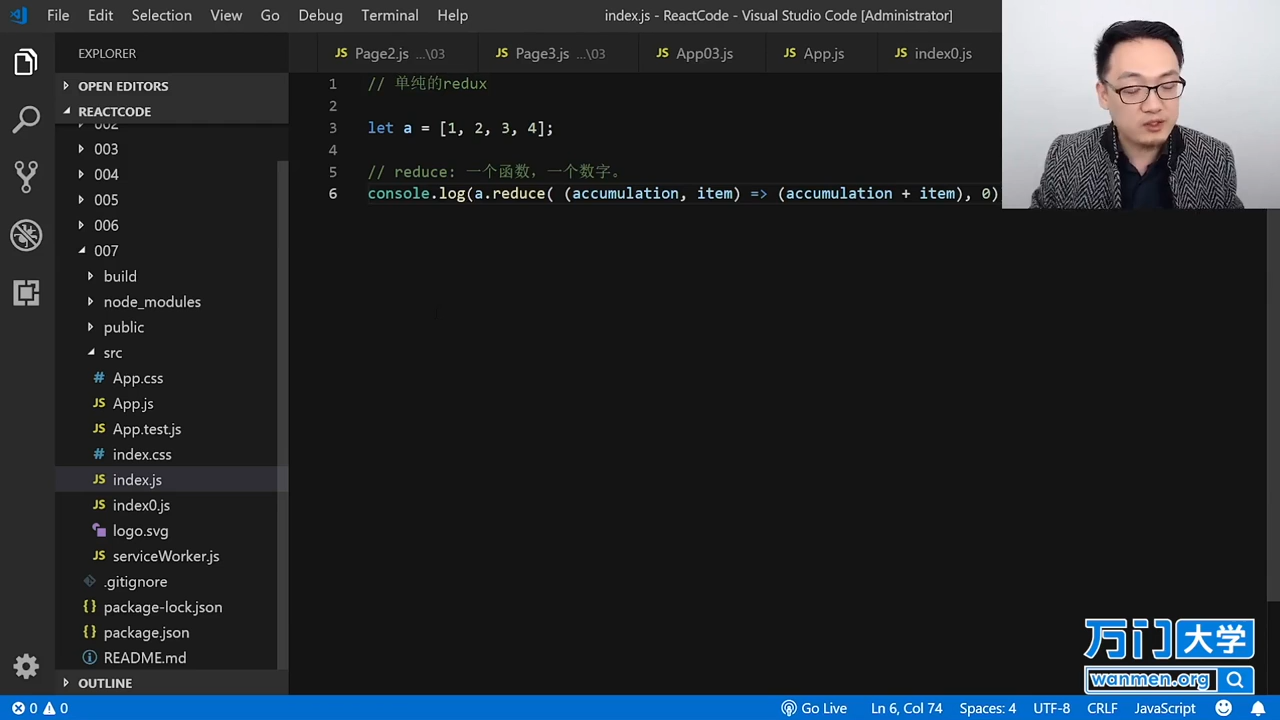 File Edit Selection View Go Debug Terminal Help
index.js - ReactCode - Visual Studio Code [Administrator]
EXPLORER
OPEN EDITORS
REACTCODE
002
003
004
005
006
007
build
node_modules
public
src
App.css
App.js
App.test.js
index.css
index.js
index0.js
logo.svg
serviceWorker.js
.gitignore
package-lock.json
package.json
README.md
OUTLINE
JS Page2.js ...\03 JS Page3.js ...\03 JS App03.js JS App.js JS index0.js
1 // 单纯的redux
2
3 let a = [1, 2, 3, 4];
4
5 // reduce: 一个函数，一个数字。
6 console.log(a.reduce( (accumulation, item) => (accumulation + item), 0)
万门大学
wanmen.org
0 0 Go Live Ln 6, Col 74 Spaces: 4 UTF-8 CRLF JavaScript